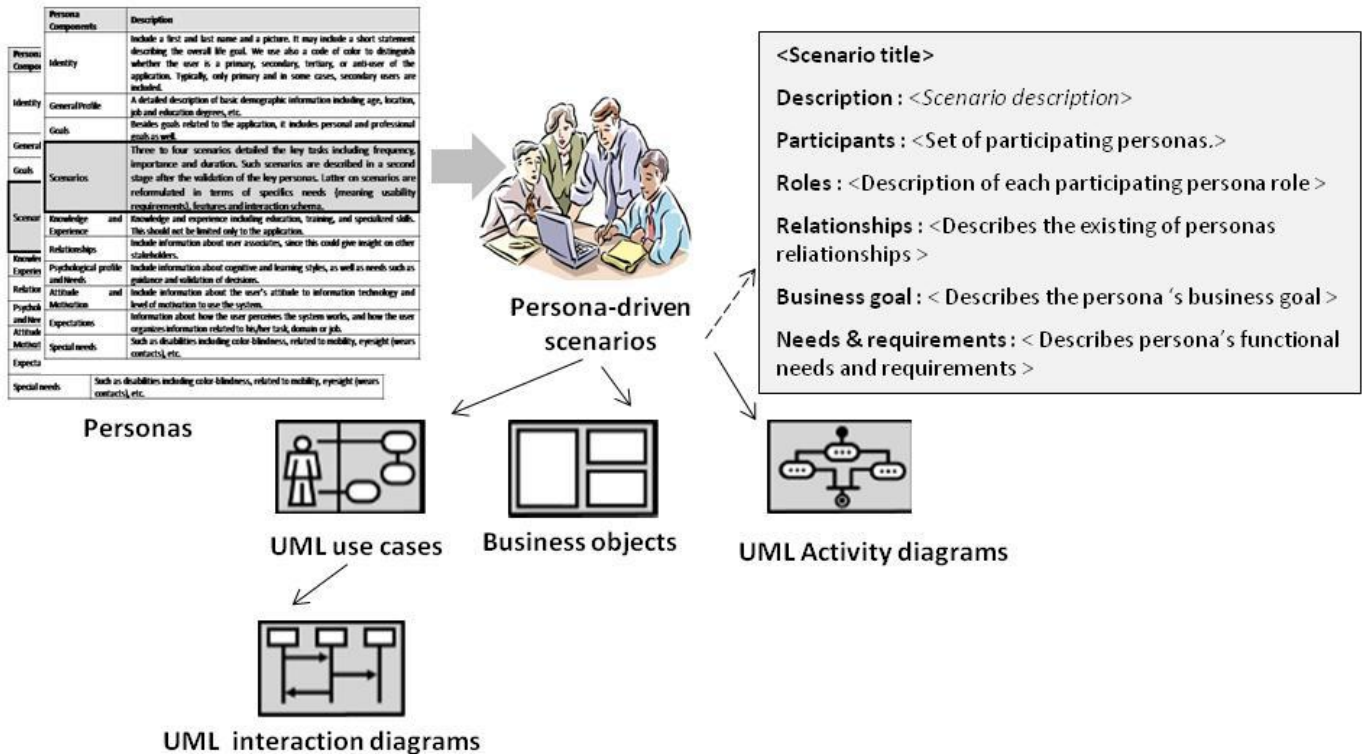 Persona Components Description
Identity
Include a first and last name and a picture. It may include a short statement
describing the overall life goal. We use also a code of color to distinguish
whether the user is a primary, secondary, tertiary, or anti-user of the
application. Typically, only primary and in some cases, secondary users are
included.
General Profile
A detailed description of basic demographic information including age, location,
job and education degrees, etc.
Goals
Besides goals related to the application, it includes personal and professional
goals as well.
Scenarios
Three to four scenarios detailed the key tasks including frequency,
importance and duration. Such scenarios are described in a second
stage after the validation of the key personas. Latter on scenarios are
reformulated in terms of specifics needs (meaning usability
requirements), features and interaction schema.
Knowledge and Experience
Knowledge and experience including education, training, and specialized skills.
This should not be limited only to the application.
Relationships
Include information about user associates, since this could give insight on other
stakeholders.
Psychological profile and Needs
Include information about cognitive and learning styles, as well as needs such as
guidance and validation of decisions.
Attitude and Motivation
Include information about the user's attitude to information technology and
level of motivation to use the system.
Expectations
Information about how the user perceives the system works, and how the user
organizes information related to his/her task, domain or job.
Special needs
Such as disabilities including color-blindness, related to mobility, eyesight (wears
contacts), etc.
Persona
Compon
Identity
General
Goals
Scenar
Knowle
Experie
Relation
Psychol
and Nee
Attitude
Motivat
Expecta
Special needs
Such as disabilities including color-blindness, related to mobility, eyesight (wears
contacts), etc.
Personas
Persona-driven
scenarios
<Scenario title>
Description : <Scenario description>
Participants : <Set of participating personas.>
Roles : <Description of each participating persona role >
Relationships : <Describes the existing of personas
reliationships >
Business goal : < Describes the persona ‘s business goal >
Needs & requirements : < Describes persona’s functional
needs and requirements >
UML use cases
Business objects
UML Activity diagrams
UML interaction diagrams